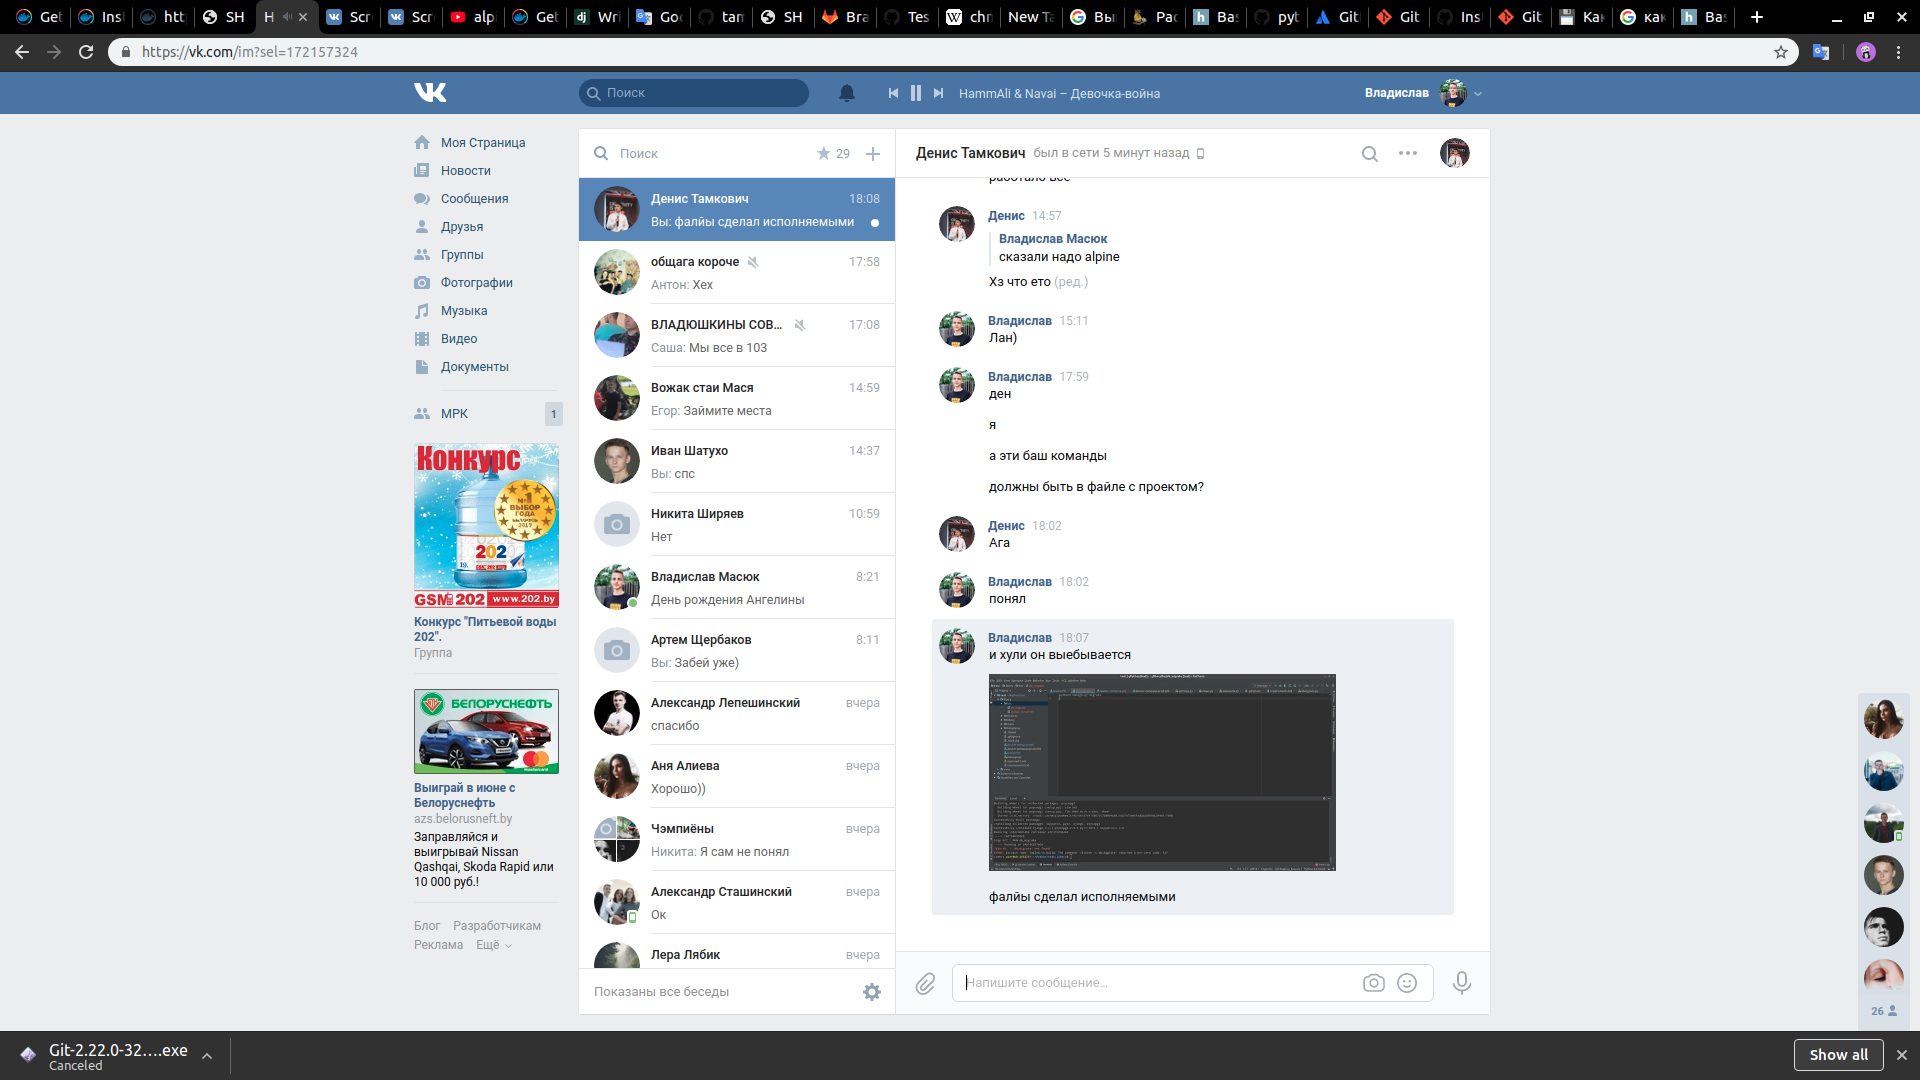 Get
Inst
htt
SH
H
Scr
Scr
alp
Get
Wri
Goo
tam
SH
Bra
Tes
chm
New Ta
Вы
Pac
Bas
pyt
Giti
Git
Inst
Git
Как
как
Bas
https://vk.com/im?sel=172157324
Поиск
HammAli & Navai – Девочка-война
Владислав
Моя Страница
Новости
Сообщения
Друзья
Группы
Фотографии
Музыка
Видео
Документы
МРК
1
Конкурс
№1
ВЫБОР
ГОДА
БЕЛАРУСЬ
2017
202
GSM 202 www.202.by
Конкурс "Питьевой воды
202".
Группа
БЕЛОРУСНЕФТЬ
Выиграй в июне с
Белоруснефть
azs.belorusneft.by
Заправляйся и
выигрывай Nissan
Qashqai, Skoda Rapid или
10 000 руб.!
Блог Разработчикам
Реклама Ещё
Поиск
29
Денис Тамкович 18:08
Вы: фалйы сделал исполняемыми
общага короче 17:58
Антон: Хех
ВЛАДЮШКИНЫ СОВ... 17:08
Саша: Мы все в 103
Вожак стаи Мася 14:59
Егор: Займите места
Иван Шатухо 14:37
Вы: спс
Никита Ширяев 10:59
Нет
Владислав Масюк 8:21
День рождения Ангелины
Артем Щербаков 8:11
Вы: Забей уже)
Александр Лепешинский вчера
спасибо
Аня Алиева вчера
Хорошо))
Чэмпиёны вчера
Никита: Я сам не понял
Александр Сташинский вчера
Ок
Лера Лябик вчера
Показаны все беседы
Денис Тамкович был в сети 5 минут назад
работало все
Денис 14:57
Владислав Масюк
сказали надо alpine
Хз что ето (ред.)
Владислав 15:11
Лан)
Владислав 17:59
ден
я
а эти баш команды
должны быть в файле с проектом?
Денис 18:02
Ага
Владислав 18:02
понял
Владислав 18:07
и хули он выебывается
фалйы сделал исполняемыми
Напишите сообщение...
26
Git-2.22.0-32....exe
Canceled
Show all